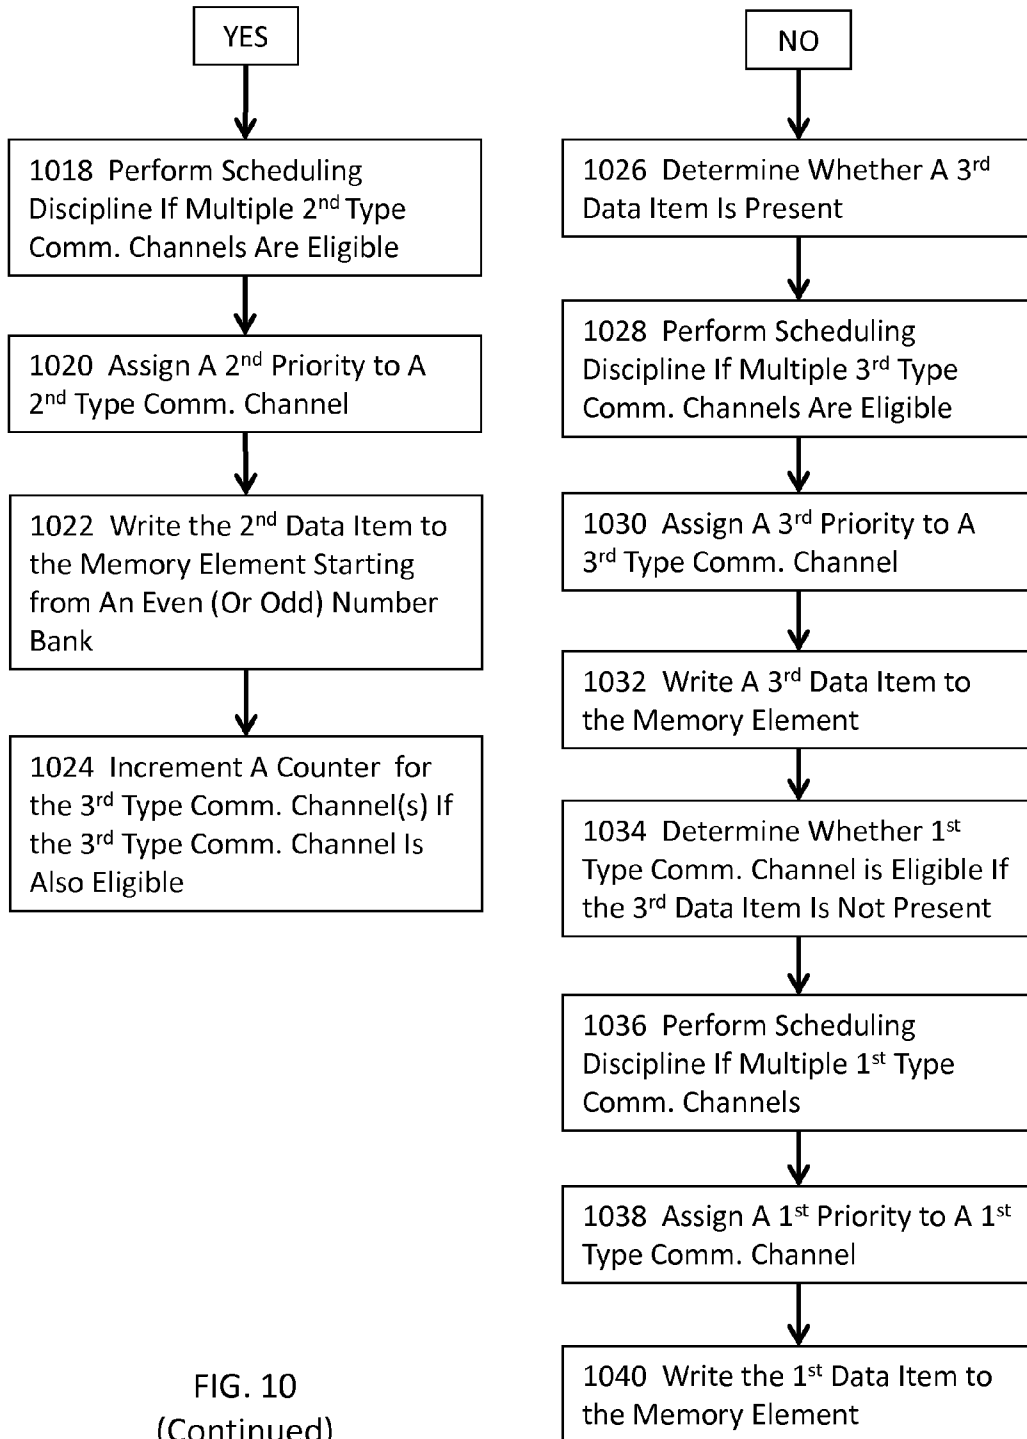 YES
1018 Perform Scheduling
Discipline If Multiple 2nd Type
Comm. Channels Are Eligible
1020 Assign A 2nd Priority to A
2nd Type Comm. Channel
1022 Write the 2nd Data Item to
the Memory Element Starting
from An Even (Or Odd) Number
Bank
1024 Increment A Counter for
the 3rd Type Comm. Channel(s) If
the 3rd Type Comm. Channel Is
Also Eligible
NO
1026 Determine Whether A 3rd
Data Item Is Present
1028 Perform Scheduling
Discipline If Multiple 3rd Type
Comm. Channels Are Eligible
1030 Assign A 3rd Priority to A
3rd Type Comm. Channel
1032 Write A 3rd Data Item to
the Memory Element
1034 Determine Whether 1st
Type Comm. Channel is Eligible If
the 3rd Data Item Is Not Present
1036 Perform Scheduling
Discipline If Multiple 1st Type
Comm. Channels
1038 Assign A 1st Priority to A 1st
Type Comm. Channel
1040 Write the 1st Data Item to
the Memory Element
FIG. 10
(Continued)